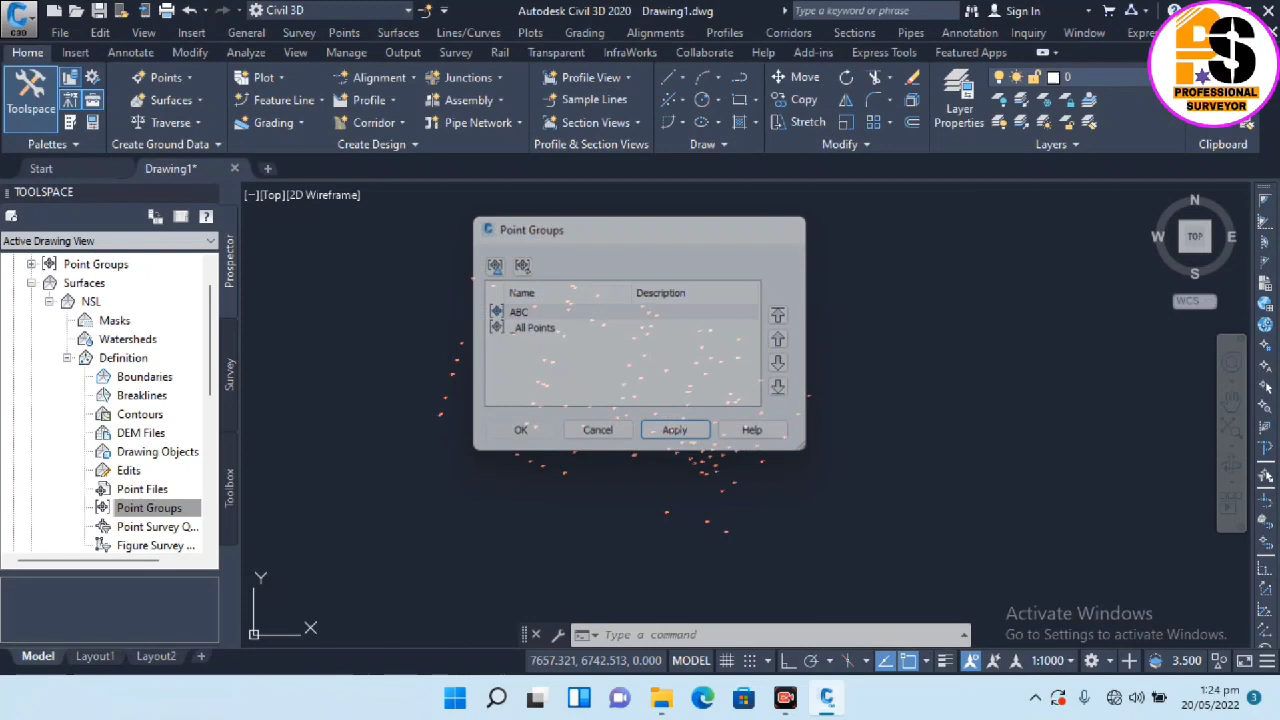 C3D
Civil 3D
Autodesk Civil 3D 2020 Drawing1.dwg
Type a keyword or phrase
Sign In
File Edit View Insert General Survey Points Surfaces Plots Grading Alignments Profiles Corridors Sections Pipes Annotation Inquiry Window
Home Insert Annotate Modify Analyze View Manage Output Survey InfraWorks Collaborate Help Add-ins Express Tools Featured Apps
Toolspace
Points
Surfaces
Traverse
Plot
Feature Line
Grading
Alignment
Profile
Corridor
Assembly
Profile View
Sample Lines
Section Views
Move
Copy
Stretch
Layer
Properties
0
Palettes Create Ground Data Create Design Profile & Section Views Draw Modify Layers Clipboard
PS
PROFESSIONAL
SURVEYOR
Start Drawing1*
TOOLSPACE
Active Drawing View
Point Groups
Surfaces
NSL
Masks
Watersheds
Definition
Boundaries
Breaklines
Contours
DEM Files
Drawing Objects
Edits
Point Files
Point Groups
Point Survey Q...
Figure Survey ...
Prospector
Survey
Toolbox
[−][Top][2D Wireframe]
Point Groups
Name Description
ABC
_All Points
OK Cancel Apply Help
N
W TOP E
S
WCS
Y
X
Type a command
Activate Windows
Go to Settings to activate Windows.
Model Layout1 Layout2
7657.321, 6742.513, 0.000 MODEL 1:1000 3.500
1:24 pm
20/05/2022
3